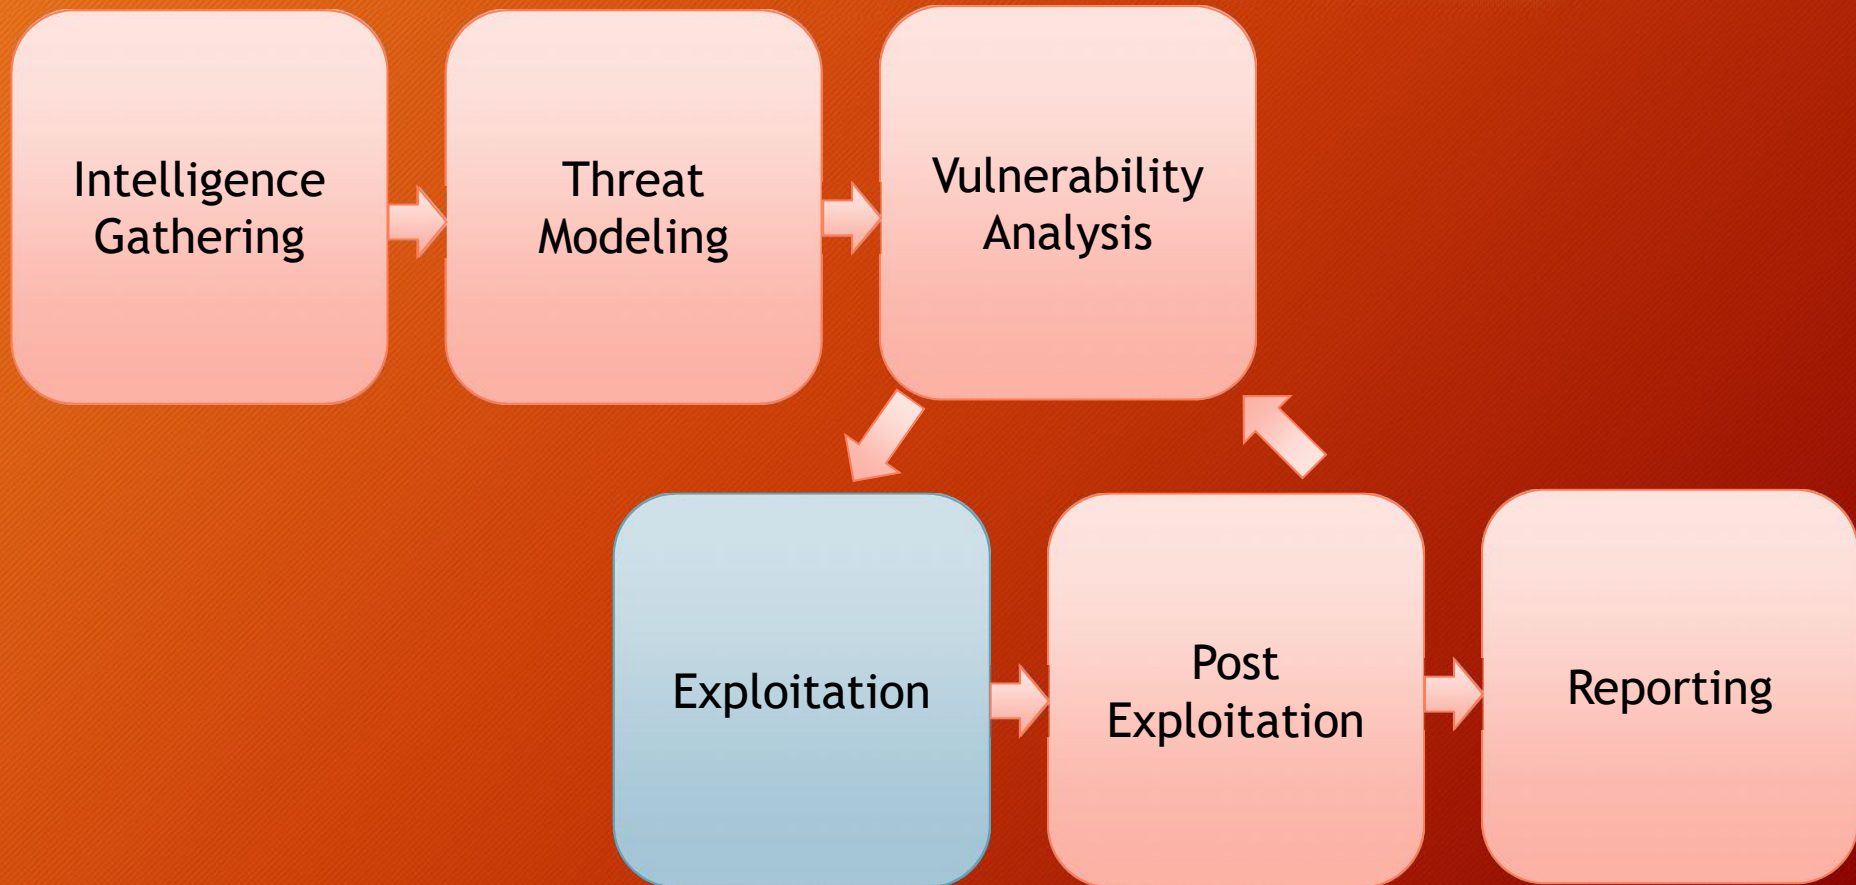 Intelligence
Gathering
Threat
Modeling
Vulnerability
Analysis
Exploitation
Post
Exploitation
Reporting